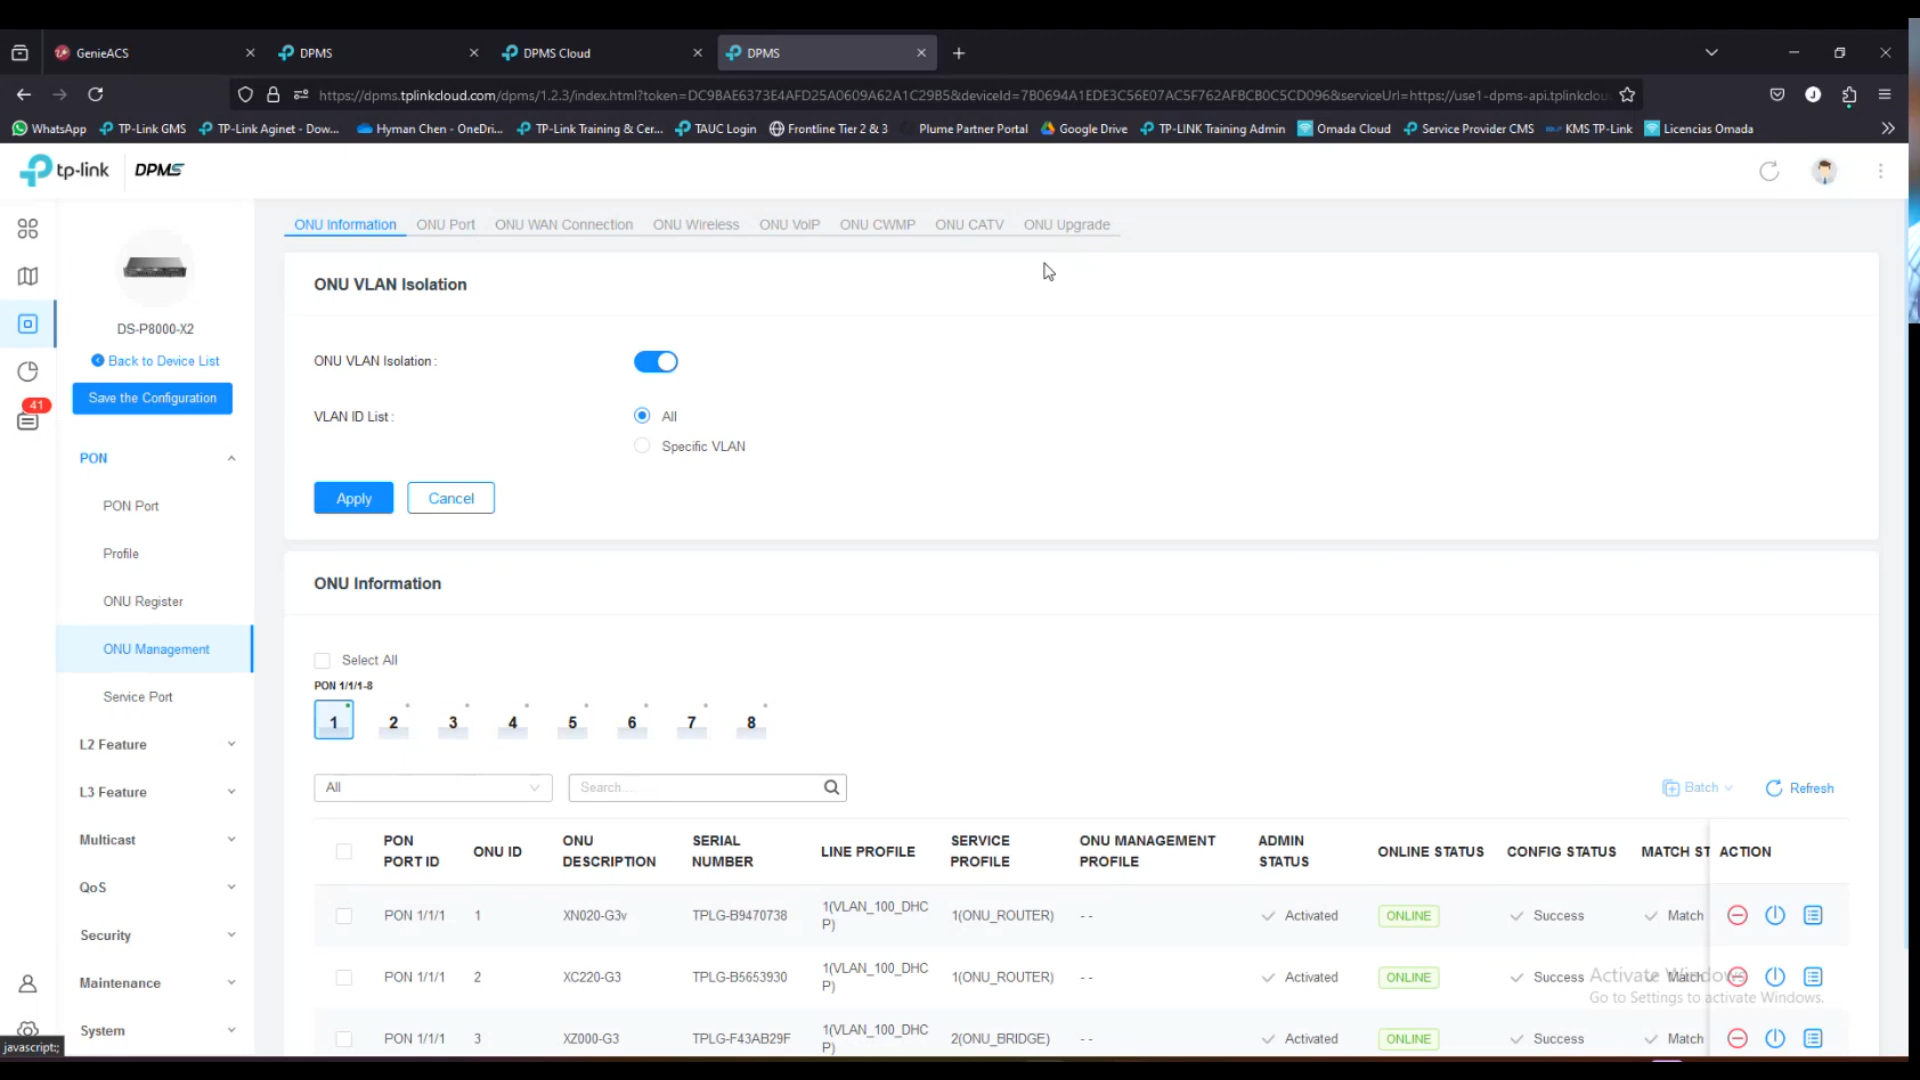 GenieACS
DPMS
DPMS Cloud
DPMS
https://dpms.tplinkcloud.com/dpms/1.2.3/index.html?token=DC9BAE6373E4AFD25A0609A62A1C29B5&deviceId=7B0694A1EDE3C56E07AC5F762AFBCB0C5CD096&serviceUrl=https://use1-dpms-api.tplinkclou
WhatsApp
TP-Link GMS
TP-Link Aginet - Dow...
Hyman Chen - OneDri...
TP-Link Training & Cer...
TAUC Login
Frontline Tier 2 & 3
Plume Partner Portal
Google Drive
TP-LINK Training Admin
Omada Cloud
Service Provider CMS
KMS TP-Link
Licencias Omada
tp-link
DPMS
J
ONU Information
ONU Port
ONU WAN Connection
ONU Wireless
ONU VoIP
ONU CWMP
ONU CATV
ONU Upgrade
DS-P8000-X2
Back to Device List
Save the Configuration
41
PON
PON Port
Profile
ONU Register
ONU Management
Service Port
L2 Feature
L3 Feature
Multicast
QoS
Security
Maintenance
System
javascript:;
ONU VLAN Isolation
ONU VLAN Isolation :
VLAN ID List :
All
Specific VLAN
Apply
Cancel
ONU Information
Select All
PON 1/1/1-8
1 2 3 4 5 6 7 8
All
Search....
Batch
Refresh
PON PORT ID
ONU ID
ONU DESCRIPTION
SERIAL NUMBER
LINE PROFILE
SERVICE PROFILE
ONU MANAGEMENT PROFILE
ADMIN STATUS
ONLINE STATUS
CONFIG STATUS
MATCH ST
ACTION
PON 1/1/1 1 XN020-G3v TPLG-B9470738 1(VLAN_100_DHCP) 1(ONU_ROUTER) - - Activated ONLINE Success Match
PON 1/1/1 2 XC220-G3 TPLG-B5653930 1(VLAN_100_DHCP) 1(ONU_ROUTER) - - Activated ONLINE Success Match
PON 1/1/1 3 XZ000-G3 TPLG-F43AB29F 1(VLAN_100_DHCP) 2(ONU_BRIDGE) - - Activated ONLINE Success Match
Activate Windows
Go to Settings to activate Windows.